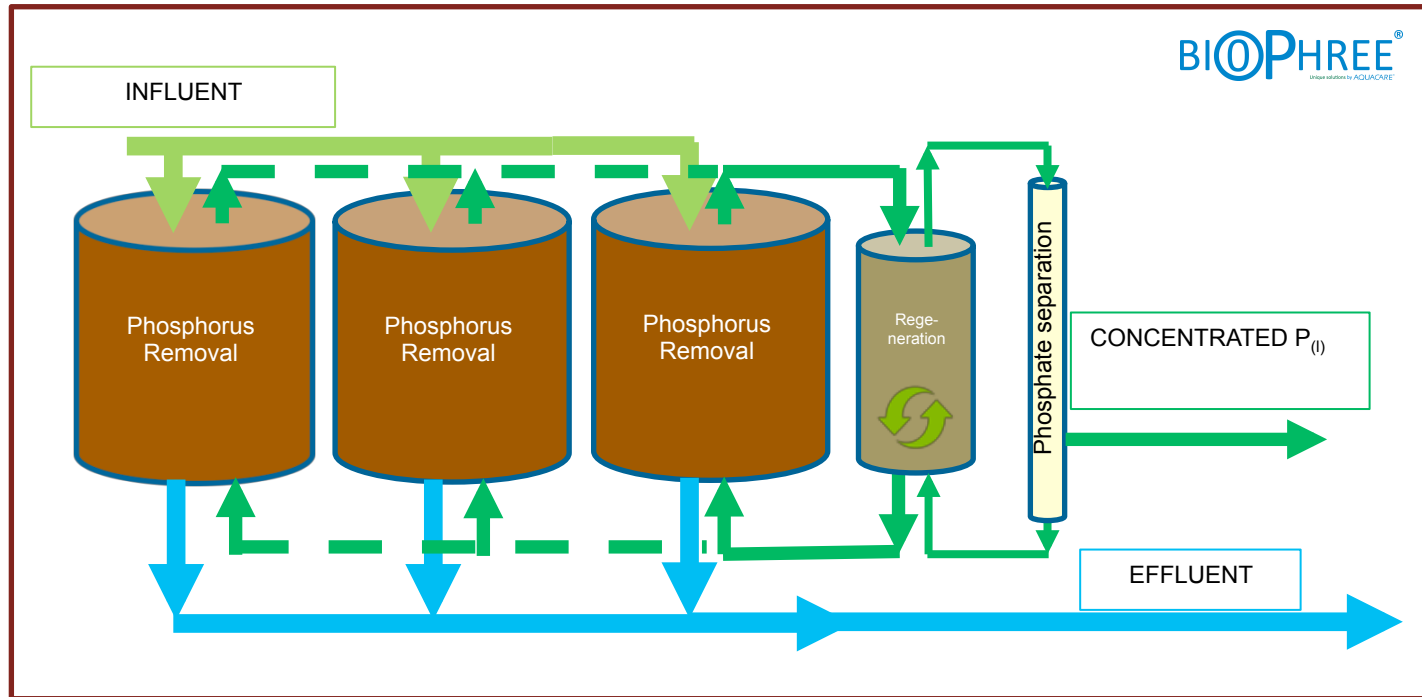 BIOPHREE®
Unique solutions by AQUACARE
INFLUENT
Phosphorus
Removal
Phosphorus
Removal
Phosphorus
Removal
Rege-
neration
Phosphate separation
CONCENTRATED P(l)
EFFLUENT